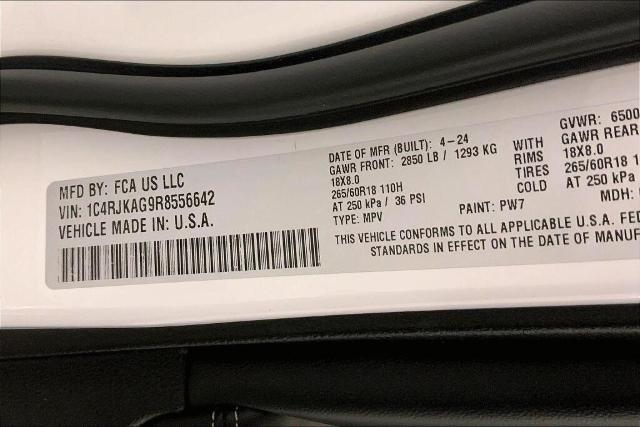 MFD BY: FCA US LLC
VIN: 1C4RJKAG9R8556642
VEHICLE MADE IN: U.S.A.
DATE OF MFR (BUILT): 4-24
GAWR FRONT: 2850 LB / 1293 KG
18X8.0
265/60R18 110H
AT 250 kPa / 36 PSI
TYPE: MPV
PAINT: PW7
WITH
RIMS
TIRES
COLD
GVWR: 6500
GAWR REAR
18X8.0
265/60R18 1
AT 250 kPa /
MDH:
THIS VEHICLE CONFORMS TO ALL APPLICABLE U.S.A. FED
STANDARDS IN EFFECT ON THE DATE OF MANUF